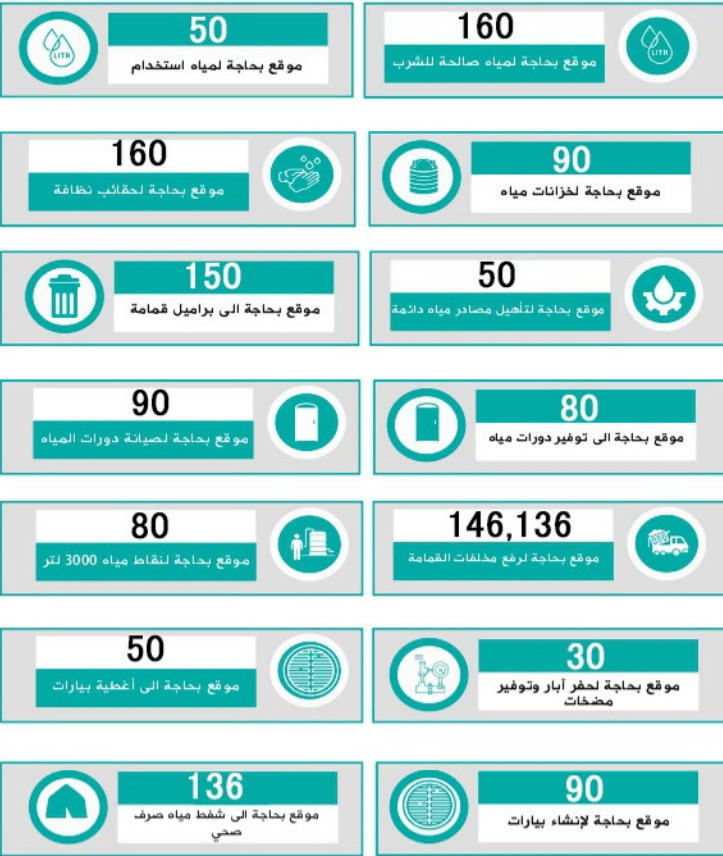 160
موقع بحاجة لمياه صالحة للشرب
50
موقع بحاجة لمياه استخدام
90
موقع بحاجة لخزانات مياه
160
موقع بحاجة لحقائب نظافة
50
موقع بحاجة لتأهيل مصادر مياه دائمة
150
موقع بحاجة الى براميل قمامة
80
موقع بحاجة الى توفير دورات مياه
90
موقع بحاجة لصيانة دورات المياه
146,136
موقع بحاجة لرفع مخلفات القمامة
80
موقع بحاجة لنقاط مياه 3000 لتر
30
موقع بحاجة لحفر آبار وتوفير
مضخات
50
موقع بحاجة الى أغطية بيارات
90
موقع بحاجة لإنشاء بيارات
136
موقع بحاجة الى شفط مياه صرف
صحي
LITR
LITR